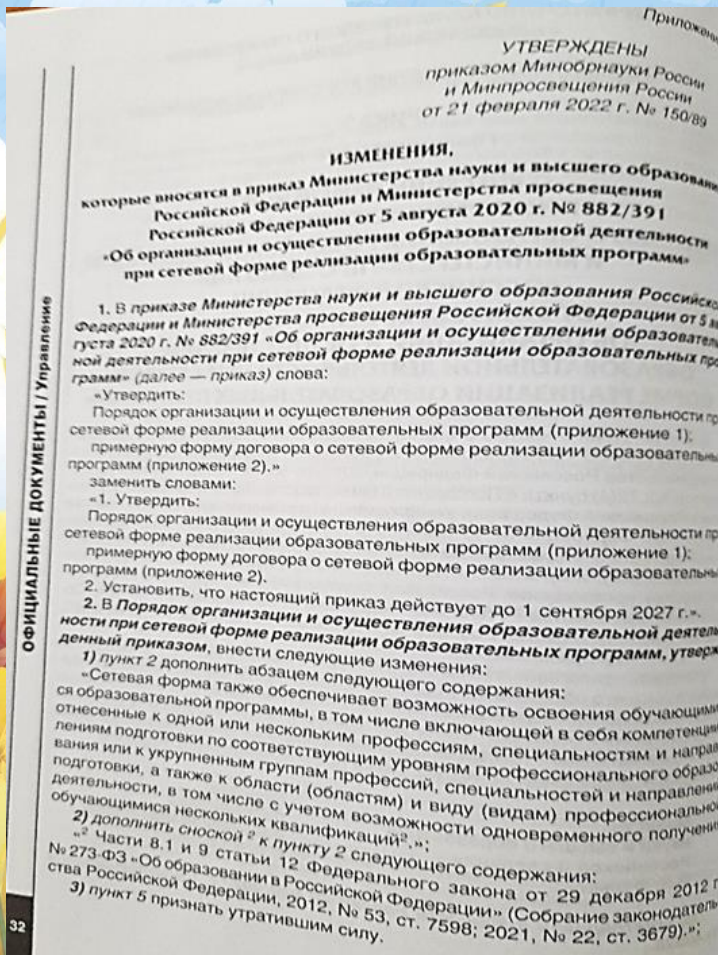 Приложени
УТВЕРЖДЕНЫ
приказом Минобрнауки России
и Минпросвещения России
от 21 февраля 2022 г. № 150/89
ИЗМЕНЕНИЯ,
которые вносятся в приказ Министерства науки и высшего образовани
Российской Федерации и Министерства просвещения
Российской Федерации от 5 августа 2020 г. № 882/391
«Об организации и осуществлении образовательной деятельности
при сетевой форме реализации образовательных программ»
1. В приказе Министерства науки и высшего образования Российско
Федерации и Министерства просвещения Российской Федерации от 5 ав
густа 2020 г. № 882/391 «Об организации и осуществлении образовател
ной деятельности при сетевой форме реализации образовательных про
грамм» (далее — приказ) слова:
«Утвердить:
Порядок организации и осуществления образовательной деятельности пр
сетевой форме реализации образовательных программ (приложение 1);
примерную форму договора о сетевой форме реализации образовательны
программ (приложение 2).»
заменить словами:
«1. Утвердить:
Порядок организации и осуществления образовательной деятельности пр
сетевой форме реализации образовательных программ (приложение 1);
примерную форму договора о сетевой форме реализации образовательны
программ (приложение 2).
2. Установить, что настоящий приказ действует до 1 сентября 2027 г.».
2. В Порядок организации и осуществления образовательной деятель
ности при сетевой форме реализации образовательных программ, утверж
денный приказом, внести следующие изменения:
1) пункт 2 дополнить абзацем следующего содержания:
«Сетевая форма также обеспечивает возможность освоения обучающими
ся образовательной программы, в том числе включающей в себя компетенции
отнесенные к одной или нескольким профессиям, специальностям и направ
лениям подготовки по соответствующим уровням профессионального образо
вания или к укрупненным группам профессий, специальностей и направлени
подготовки, а также к области (областям) и виду (видам) профессионально
деятельности, в том числе с учетом возможности одновременного получени
обучающимися нескольких квалификаций².»;
2) дополнить сноской ² к пункту 2 следующего содержания:
«² Части 8.1 и 9 статьи 12 Федерального закона от 29 декабря 2012 г
№ 273-ФЗ «Об образовании в Российской Федерации» (Собрание законодатель
ства Российской Федерации, 2012, № 53, ст. 7598; 2021, № 22, ст. 3679).»;
3) пункт 5 признать утратившим силу.
ОФИЦИАЛЬНЫЕ ДОКУМЕНТЫ / Управление
32